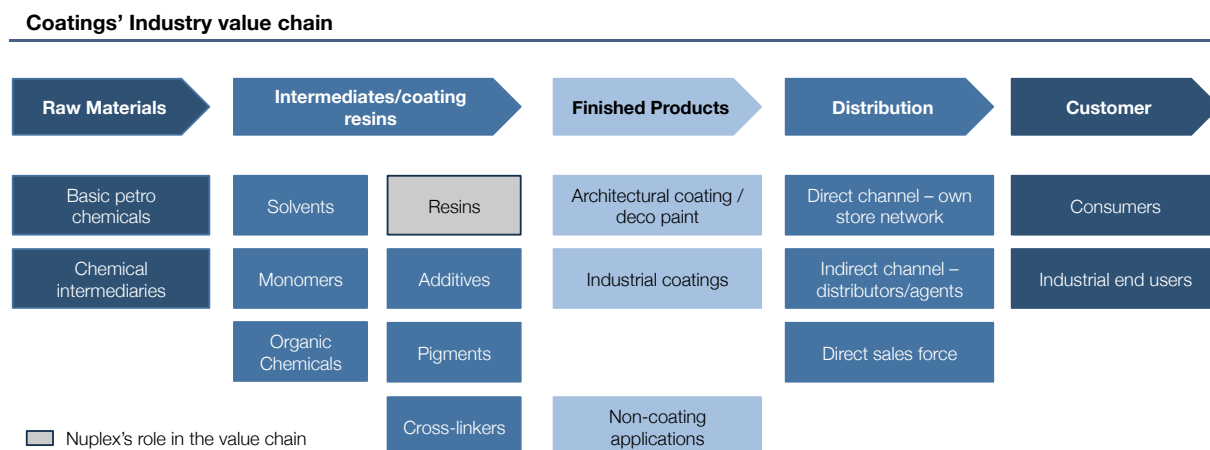 Coatings’ Industry value chain
Raw Materials
Intermediates/coating
resins
Finished Products
Distribution
Customer
Basic petro
chemicals
Solvents
Resins
Architectural coating /
deco paint
Direct channel – own
store network
Consumers
Chemical
intermediaries
Monomers
Additives
Industrial coatings
Indirect channel –
distributors/agents
Industrial end users
Organic
Chemicals
Pigments
Direct sales force
Cross-linkers
Non-coating
applications
Nuplex’s role in the value chain